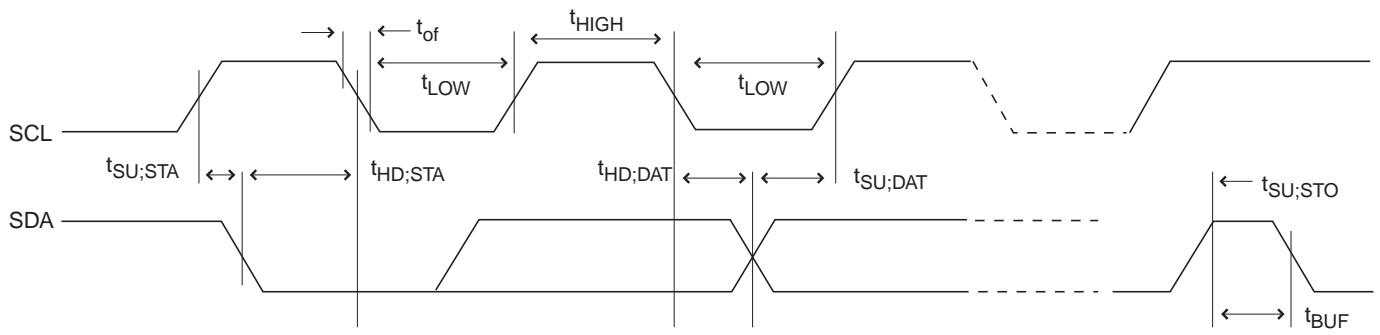 t_of
t_HIGH
t_LOW
t_LOW
SCL
t_SU;STA
t_HD;STA
t_HD;DAT
t_SU;DAT
t_SU;STO
SDA
t_BUF